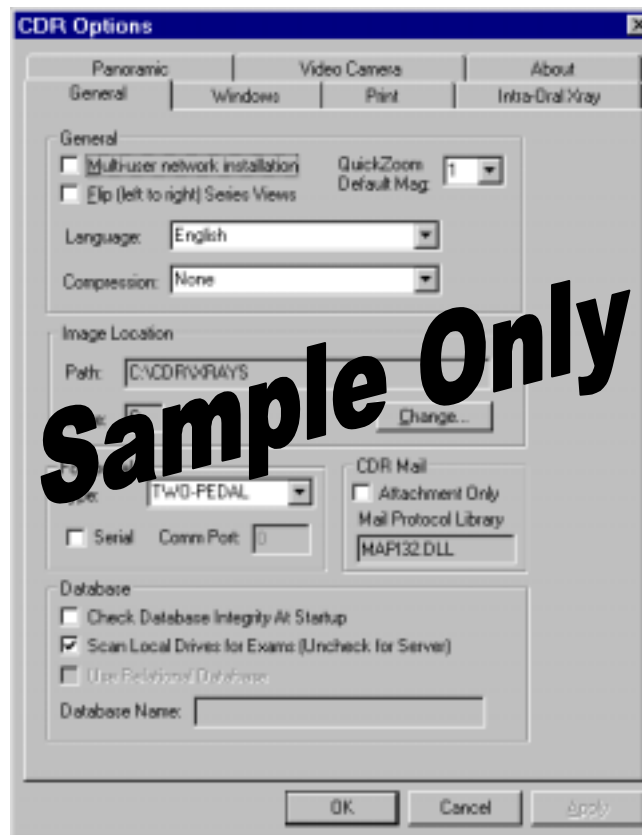 CDR Options
Panoramic Video Camera About
General Windows Print Intra-Oral Xray
General
Multi-user network installation
Flip (left to right) Series Views
QuickZoom
Default Mag:
1
Language: English
Compression: None
Image Location
Path: C:\CDR\XRAYS
Change...
Sample Only
TWO-PEDAL
Serial Comm Port: 0
CDR Mail
Attachment Only
Mail Protocol Library
MAPI32.DLL
Database
Check Database Integrity At Startup
Scan Local Drives for Exams (Uncheck for Server)
Use Relational Database
Database Name:
OK Cancel Apply